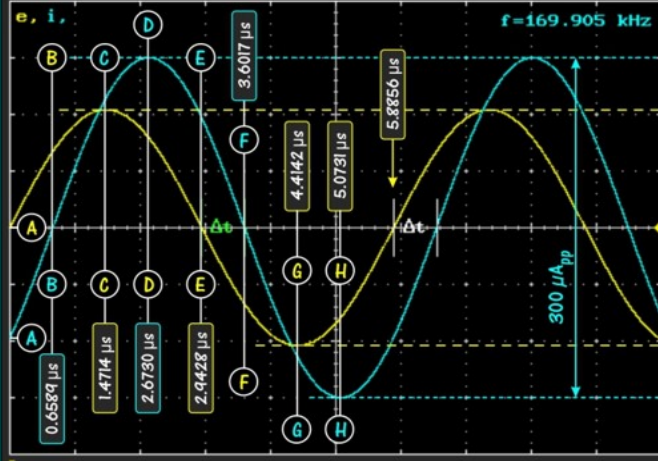 e, i,
f=169.905 kHz
D
B
C
E
3.6017 µs
5.8856 µs
F
4.4142 µs
5.0731 µs
A
Δt
Δt
G
H
B
C
D
E
300 µApp
A
0.6589 µs
1.4714 µs
2.6730 µs
2.9428 µs
F
G
H